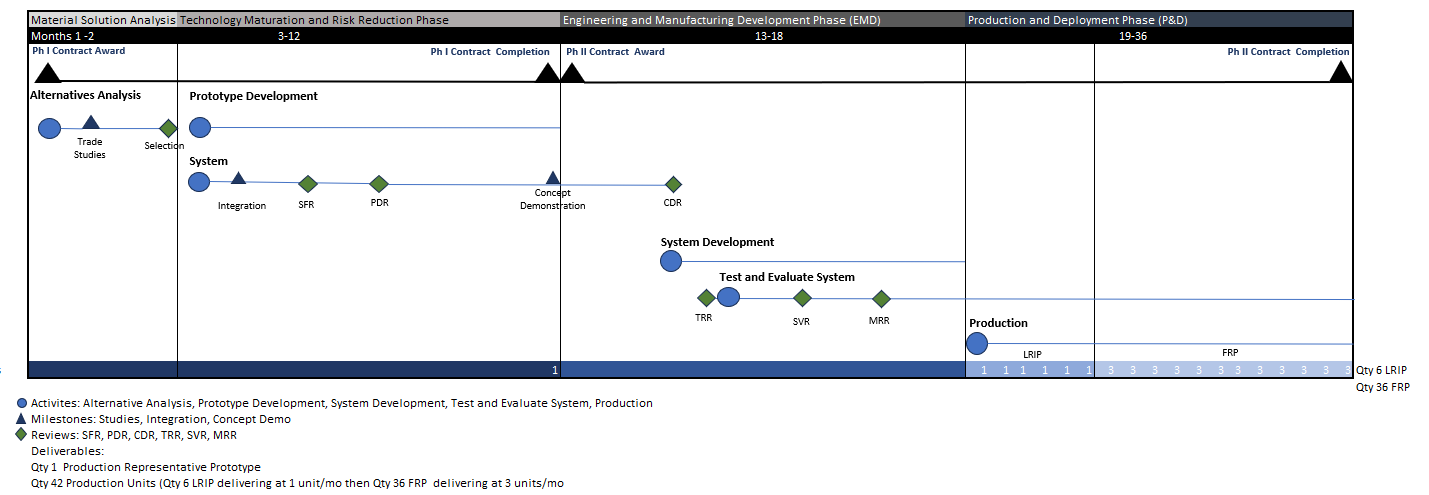 Material Solution Analysis Technology Maturation and Risk Reduction Phase Engineering and Manufacturing Development Phase (EMD) Production and Deployment Phase (P&D)
Months 1 -2 3-12 13-18 19-36
Ph I Contract Award Ph I Contract Completion Ph II Contract Award Ph II Contract Completion
Alternatives Analysis Prototype Development
Trade
Studies
Selection
System
Integration SFR PDR Concept
Demonstration
CDR
System Development
Test and Evaluate System
TRR SVR MRR
Production
LRIP FRP
1 1 1 1 1 1 1 3 3 3 3 3 3 3 3 3 3 3 3 Qty 6 LRIP
Qty 36 FRP
Activites: Alternative Analysis, Prototype Development, System Development, Test and Evaluate System, Production
Milestones: Studies, Integration, Concept Demo
Reviews: SFR, PDR, CDR, TRR, SVR, MRR
Deliverables:
Qty 1 Production Representative Prototype
Qty 42 Production Units (Qty 6 LRIP delivering at 1 unit/mo then Qty 36 FRP delivering at 3 units/mo